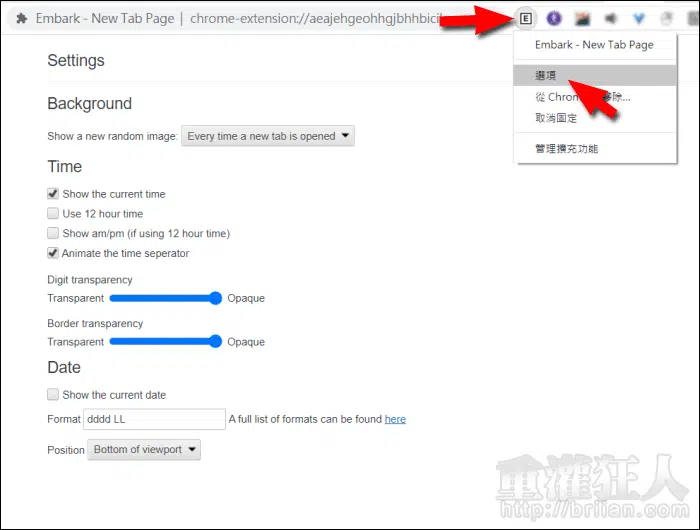 Embark - New Tab Page | chrome-extension://aeajehgeohhgjbhhbicil
E
Embark - New Tab Page
選項
從 Chrom 移除...
取消固定
管理擴充功能
Settings
Background
Show a new random image: Every time a new tab is opened
Time
Show the current time
Use 12 hour time
Show am/pm (if using 12 hour time)
Animate the time seperator
Digit transparency
Transparent Opaque
Border transparency
Transparent Opaque
Date
Show the current date
Format dddd LL A full list of formats can be found here
Position Bottom of viewport
重灌狂人
http://briian.com